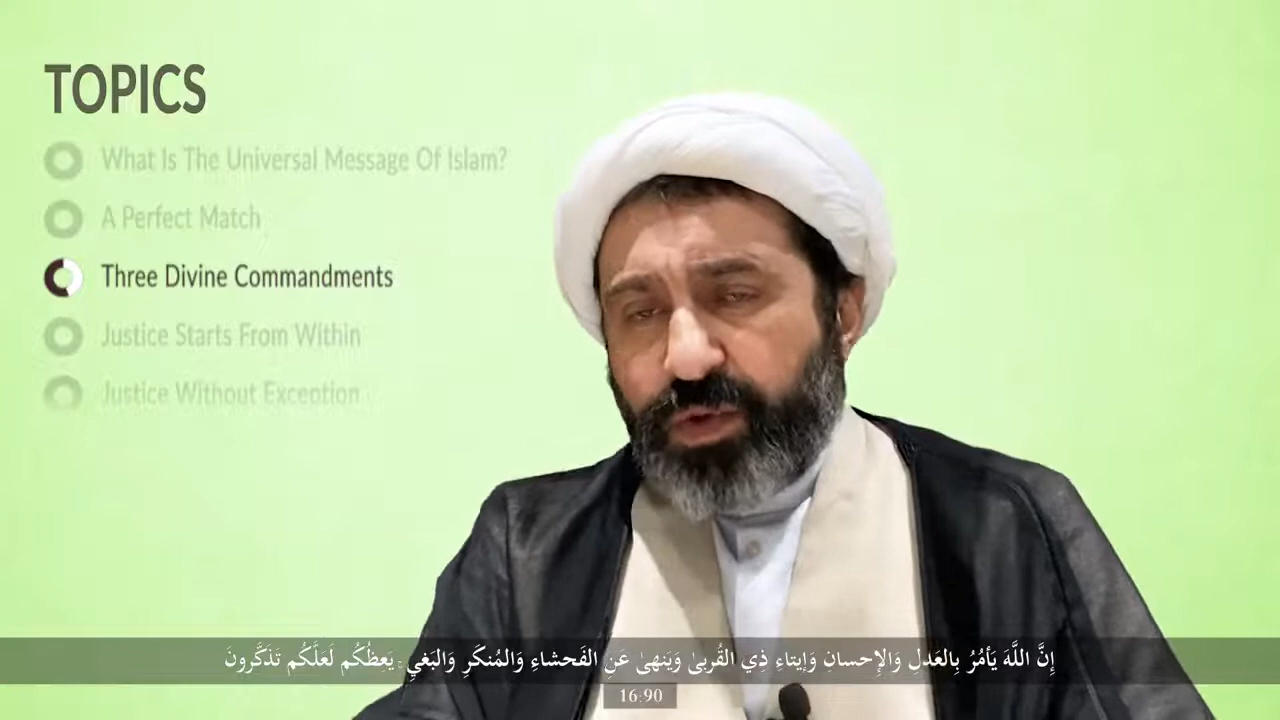 TOPICS
What Is The Universal Message Of Islam?
A Perfect Match
Three Divine Commandments
Justice Starts From Within
Justice Without Exception
إِنَّ اللَّهَ يَأمُرُ بِالعَدلِ وَالإِحسانِ وَإيتاءِ ذِي القُربىٰ وَيَنهىٰ عَنِ الفَحشاءِ وَالمُنكَرِ وَالبَغيِ ۚ يَعِظُكُم لَعَلَّكُم تَذَكَّرونَ
16:90